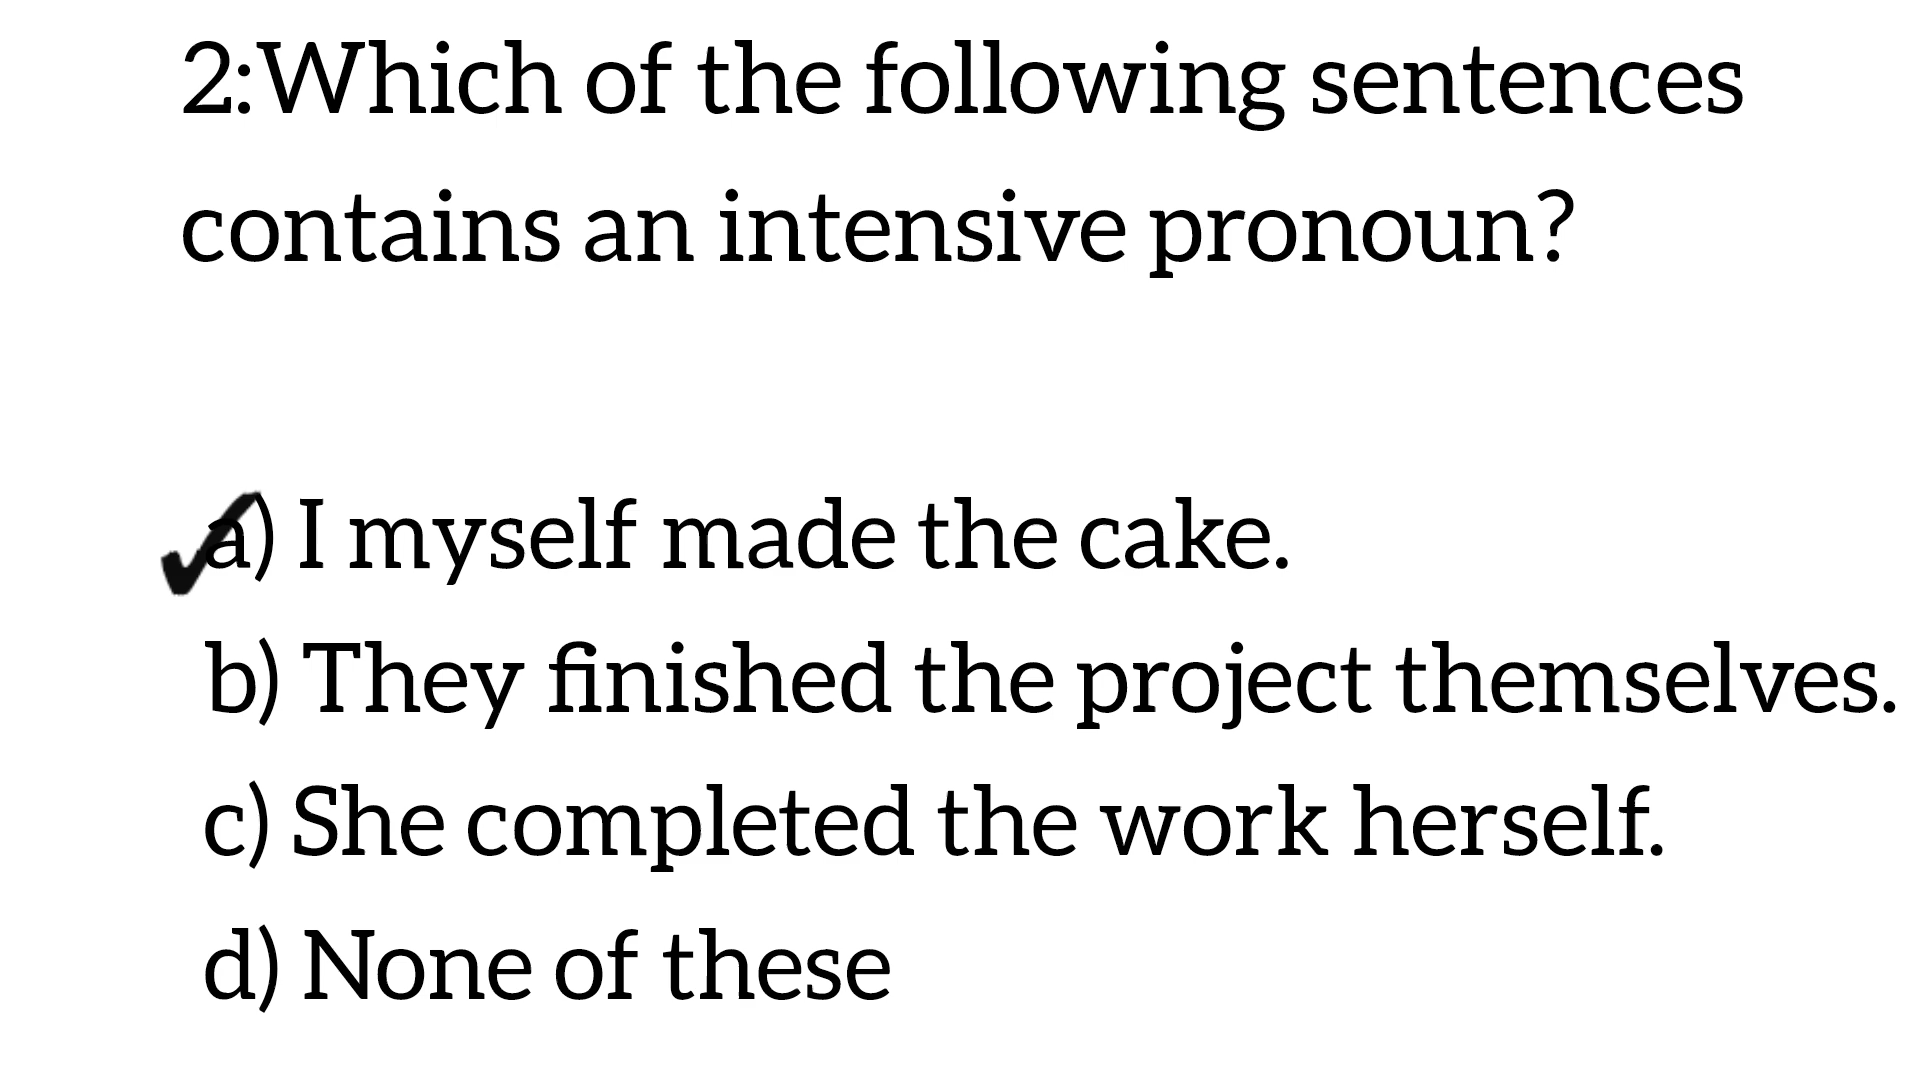 2:Which of the following sentences
contains an intensive pronoun?
a) I myself made the cake.
b) They finished the project themselves.
c) She completed the work herself.
d) None of these